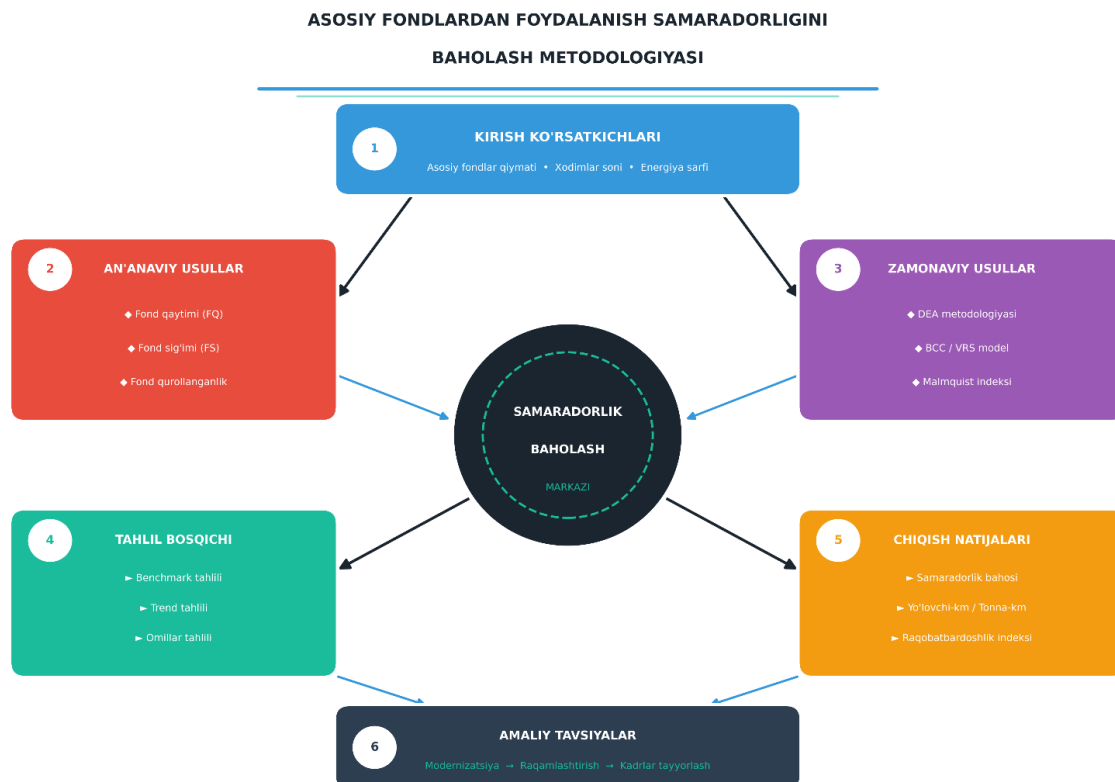 ASOSIY FONDLARDAN FOYDALANISH SAMARADORLIGINI
BAHOLASH METODOLOGIYASI
1
KIRISH KO'RSATKICHLARI
Asosiy fondlar qiymati • Xodimlar soni • Energiya sarfi
2
AN'ANAVIY USULLAR
◆ Fond qaytimi (FQ)
◆ Fond sig'imi (FS)
◆ Fond qurollanganlik
3
ZAMONAVIY USULLAR
◆ DEA metodologiyasi
◆ BCC / VRS model
◆ Malmquist indeksi
SAMARADORLIK
BAHOLASH
MARKAZI
4
TAHLIL BOSQICHI
► Benchmark tahlili
► Trend tahlili
► Omillar tahlili
5
CHIQISH NATIJALARI
► Samaradorlik bahosi
► Yo'lovchi-km / Tonna-km
► Raqobatbardoshlik indeksi
6
AMALIY TAVSIYALAR
Modernizatsiya → Raqamlashtirish → Kadrlar tayyorlash